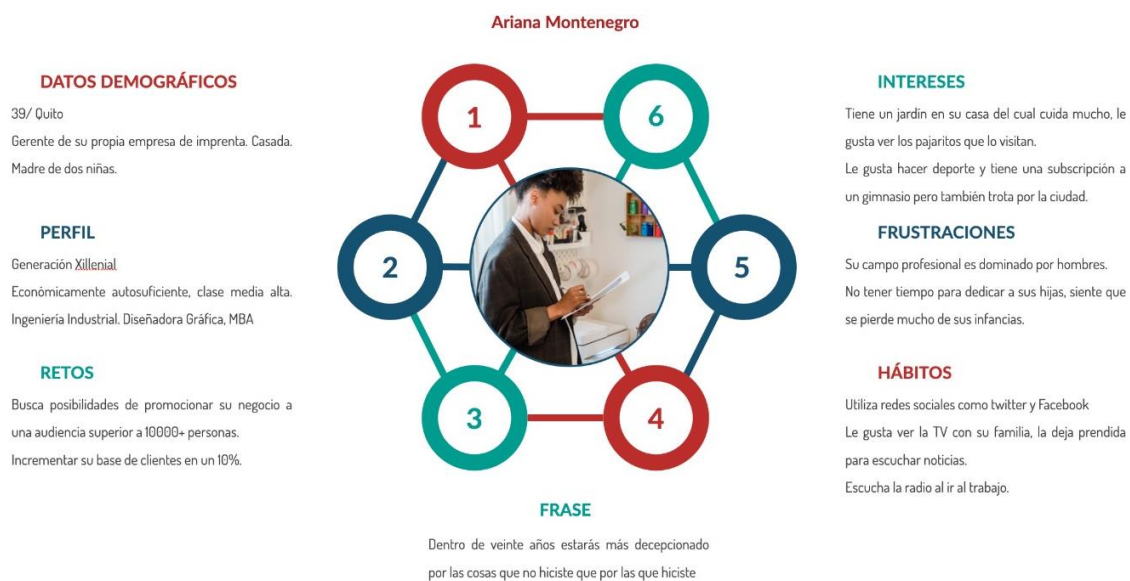 Ariana Montenegro
DATOS DEMOGRÁFICOS
39/ Quito
Gerente de su propia empresa de imprenta. Casada.
Madre de dos niñas.
PERFIL
Generación Xillenial
Económicamente autosuficiente, clase media alta.
Ingeniería Industrial. Diseñadora Gráfica, MBA
RETOS
Busca posibilidades de promocionar su negocio a
una audiencia superior a 10000+ personas.
Incrementar su base de clientes en un 10%.
1
6
2
5
3
4
INTERESES
Tiene un jardín en su casa del cual cuida mucho, le
gusta ver los pajaritos que lo visitan.
Le gusta hacer deporte y tiene una subscripción a
un gimnasio pero también trota por la ciudad.
FRUSTRACIONES
Su campo profesional es dominado por hombres.
No tener tiempo para dedicar a sus hijas, siente que
se pierde mucho de sus infancias.
HÁBITOS
Utiliza redes sociales como twitter y Facebook
Le gusta ver la TV con su familia, la deja prendida
para escuchar noticias.
Escucha la radio al ir al trabajo.
FRASE
Dentro de veinte años estarás más decepcionado
por las cosas que no hiciste que por las que hiciste